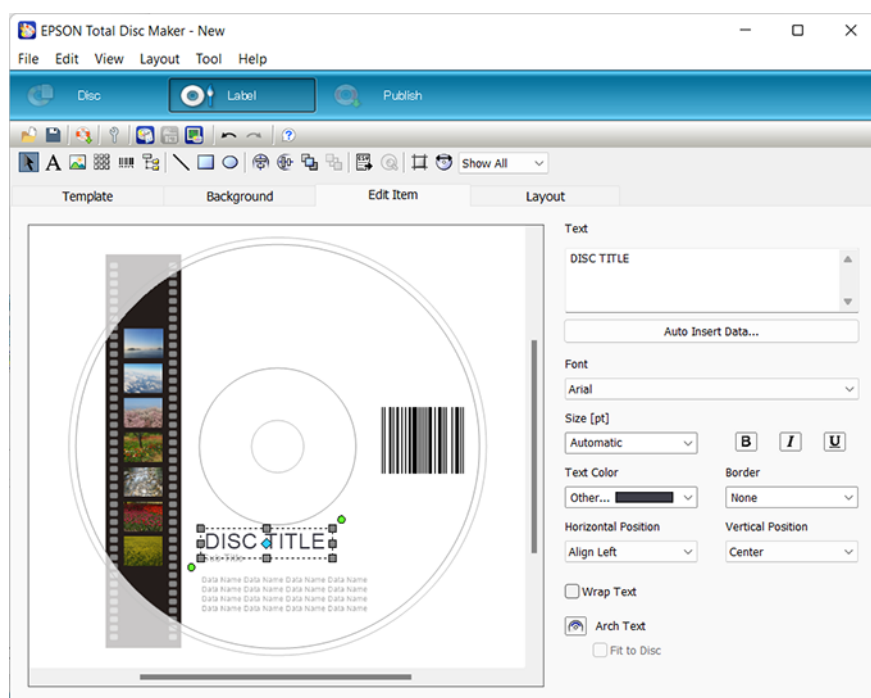 EPSON Total Disc Maker - New
File Edit View Layout Tool Help
Disc Label Publish
A Show All
Template Background Edit Item Layout
Text
DISC TITLE
Auto Insert Data...
Font
Arial
Size [pt]
Automatic B I U
Text Color Border
Other... None
Horizontal Position Vertical Position
Align Left Center
Wrap Text
Arch Text
Fit to Disc
DISC TITLE
Data Name Data Name Data Name Data Name
Data Name Data Name Data Name Data Name
Data Name Data Name Data Name Data Name
Data Name Data Name Data Name Data Name